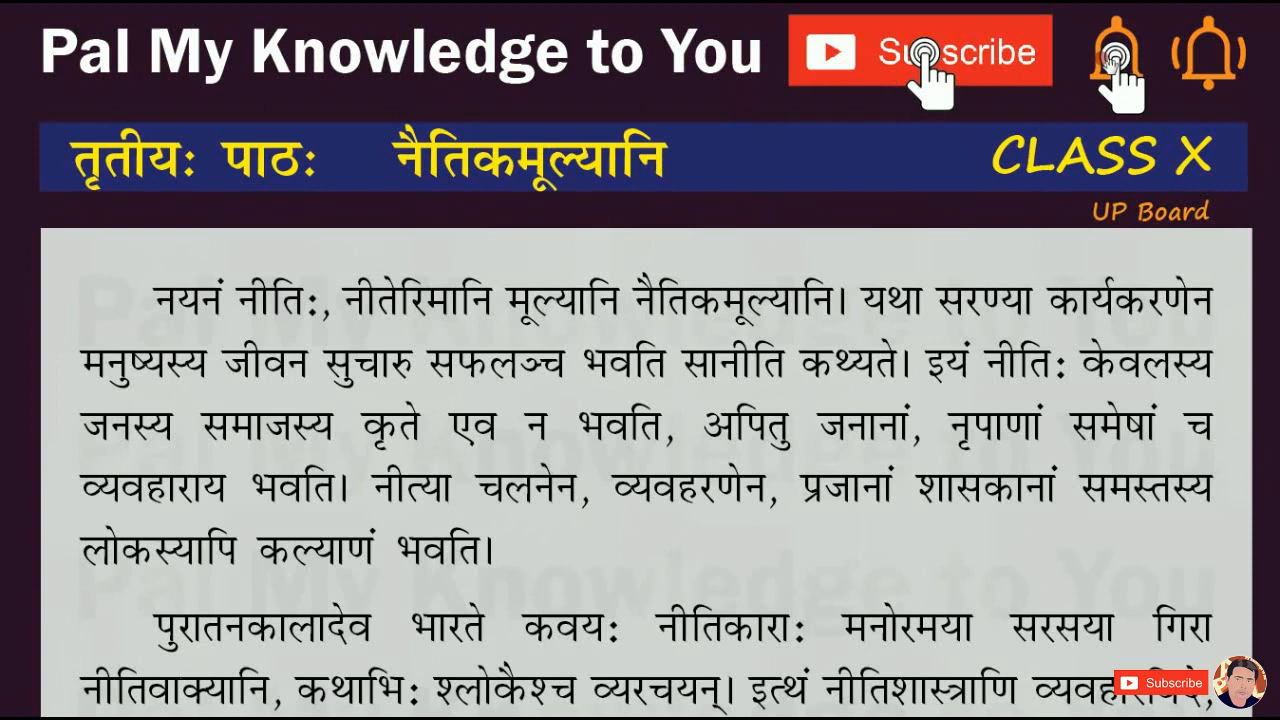 Pal My Knowledge to You Subscribe
तृतीयः पाठः नैतिकमूल्यानि CLASS X
UP Board
नयनं नीतिः, नीतेरिमानि मूल्यानि नैतिकमूल्यानि। यथा सरण्या कार्यकरणेन
मनुष्यस्य जीवन सुचारु सफलञ्च भवति सानीति कथ्यते। इयं नीतिः केवलस्य
जनस्य समाजस्य कृते एव न भवति, अपितु जनानां, नृपाणां समेषां च
व्यवहाराय भवति। नीत्या चलनेन, व्यवहरणेन, प्रजानां शासकानां समस्तस्य
लोकस्यापि कल्याणं भवति।
पुरातनकालादेव भारते कवयः नीतिकाराः मनोरमया सरसया गिरा
नीतिवाक्यानि, कथाभिः श्लोकैश्च व्यरचयन्। इत्थं नीतिशास्त्राणि
Subscribe